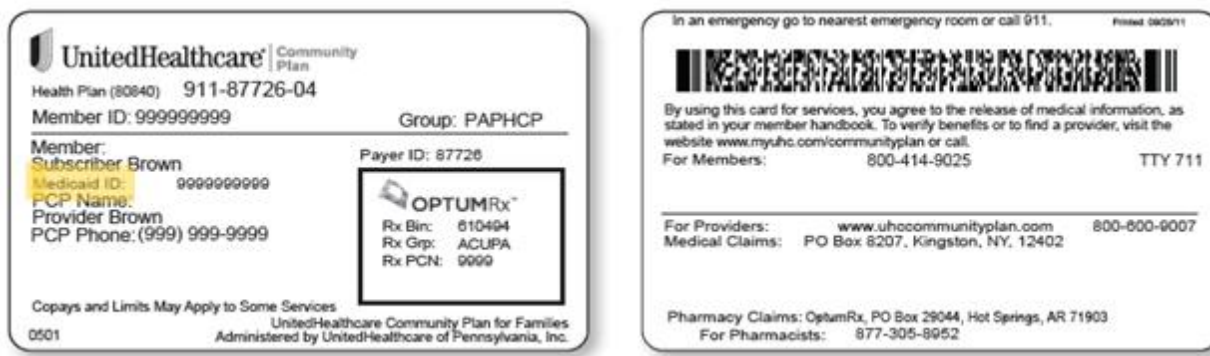 UnitedHealthcare® Community Plan
Health Plan (80840) 911-87726-04
Member ID: 999999999 Group: PAPHCP
Member:
Subscriber Brown
Medicaid ID: 9999999999
PCP Name:
Provider Brown
PCP Phone: (999) 999-9999
Payer ID: 87726
OPTUMRx™
Rx Bin: 610494
Rx Grp: ACUPA
Rx PCN: 9999
Copays and Limits May Apply to Some Services
UnitedHealthcare Community Plan for Families
0501 Administered by UnitedHealthcare of Pennsylvania, Inc.
In an emergency go to nearest emergency room or call 911. Printed: 09/25/11
By using this card for services, you agree to the release of medical information, as
stated in your member handbook. To verify benefits or to find a provider, visit the
website www.myuhc.com/communityplan or call.
For Members: 800-414-9025 TTY 711
For Providers: www.uhccommunityplan.com 800-600-9007
Medical Claims: PO Box 8207, Kingston, NY, 12402
Pharmacy Claims: OptumRx, PO Box 29044, Hot Springs, AR 71903
For Pharmacists: 877-305-8952